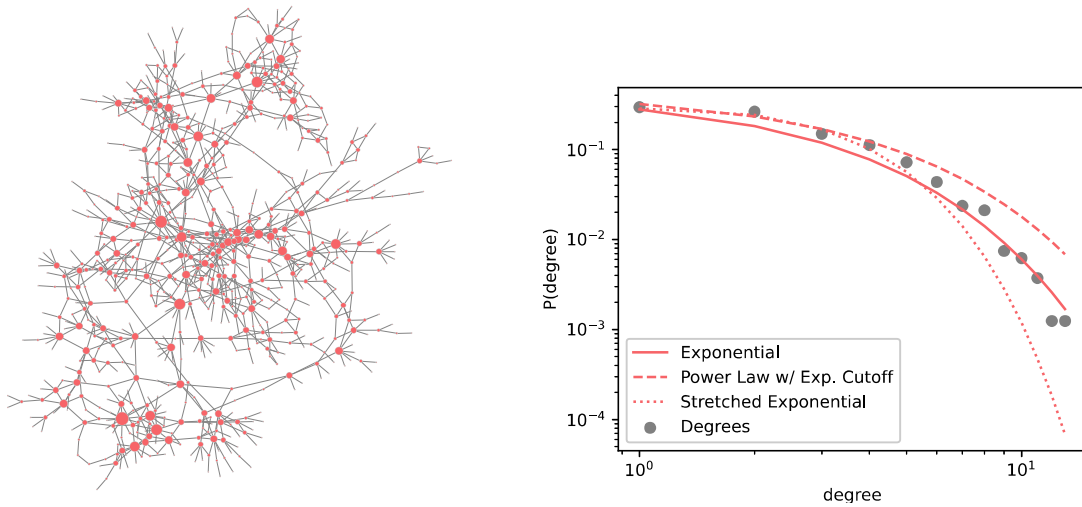 10⁻¹
10⁻²
10⁻³
10⁻⁴
P(degree)
Exponential
Power Law w/ Exp. Cutoff
Stretched Exponential
Degrees
10⁰
10¹
degree